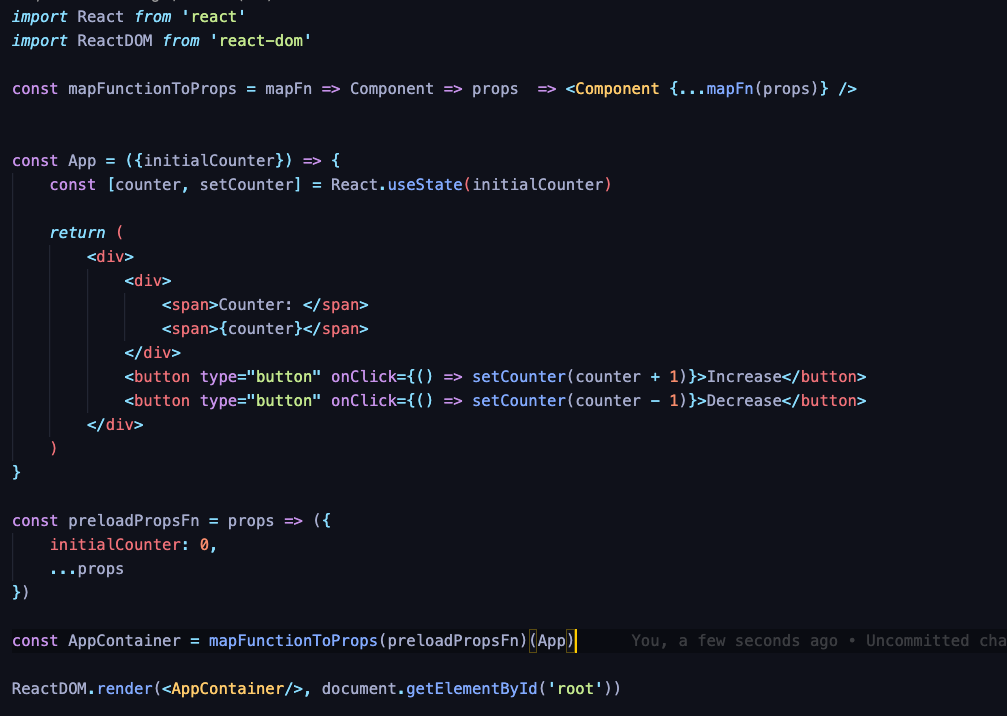 import React from 'react'
import ReactDOM from 'react-dom'
const mapFunctionToProps = mapFn => Component => props  => <Component {...mapFn(props)} />
const App = ({initialCounter}) => {
    const [counter, setCounter] = React.useState(initialCounter)
    return (
        <div>
            <div>
                <span>Counter: </span>
                <span>{counter}</span>
            </div>
            <button type="button" onClick={() => setCounter(counter + 1)}>Increase</button>
            <button type="button" onClick={() => setCounter(counter - 1)}>Decrease</button>
        </div>
    )
}
const preloadPropsFn = props => ({
    initialCounter: 0,
    ...props
})
const AppContainer = mapFunctionToProps(preloadPropsFn)(App) You, a few seconds ago • Uncommitted cha
ReactDOM.render(<AppContainer/>, document.getElementById('root'))